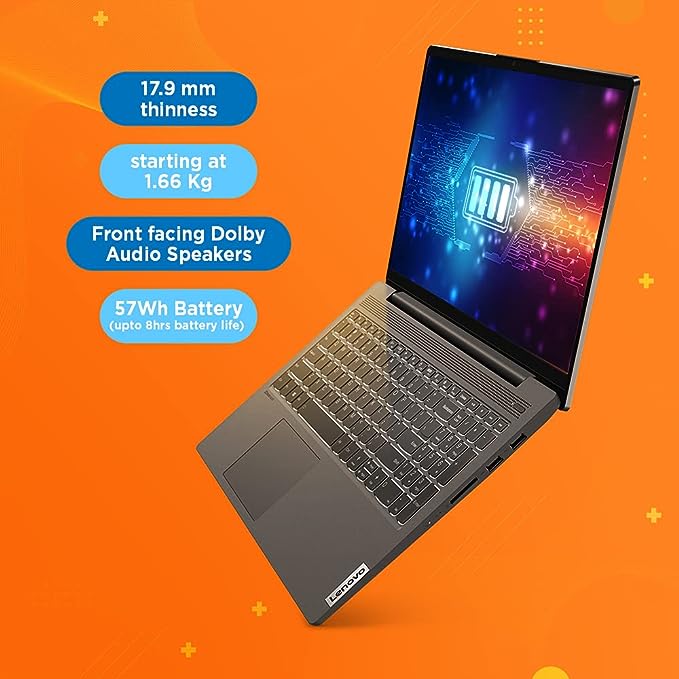 17.9 mm
thinness
starting at
1.66 Kg
Front facing Dolby
Audio Speakers
57Wh Battery
(upto 8hrs battery life)
Lenovo